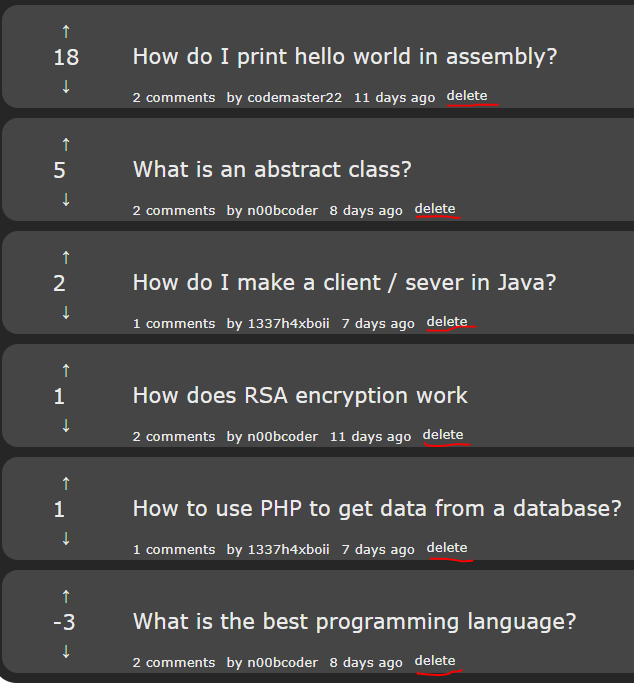 ↑
18 How do I print hello world in assembly?
↓
2 comments by codemaster22 11 days ago delete
↑
5 What is an abstract class?
↓
2 comments by n00bcoder 8 days ago delete
↑
2 How do I make a client / sever in Java?
↓
1 comments by 1337h4xboii 7 days ago delete
↑
1 How does RSA encryption work
↓
2 comments by n00bcoder 11 days ago delete
↑
1 How to use PHP to get data from a database?
↓
1 comments by 1337h4xboii 7 days ago delete
↑
-3 What is the best programming language?
↓
2 comments by n00bcoder 8 days ago delete